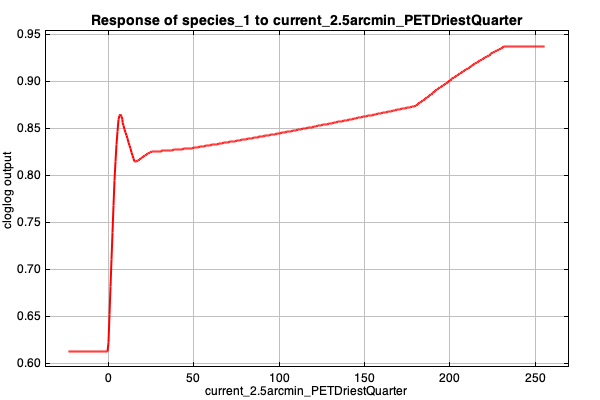 Response of species_1 to current_2.5arcmin_PETDriestQuarter
0.95
0.90
0.85
0.80
0.75
0.70
0.65
0.60
cloglog output
0 50 100 150 200 250
current_2.5arcmin_PETDriestQuarter